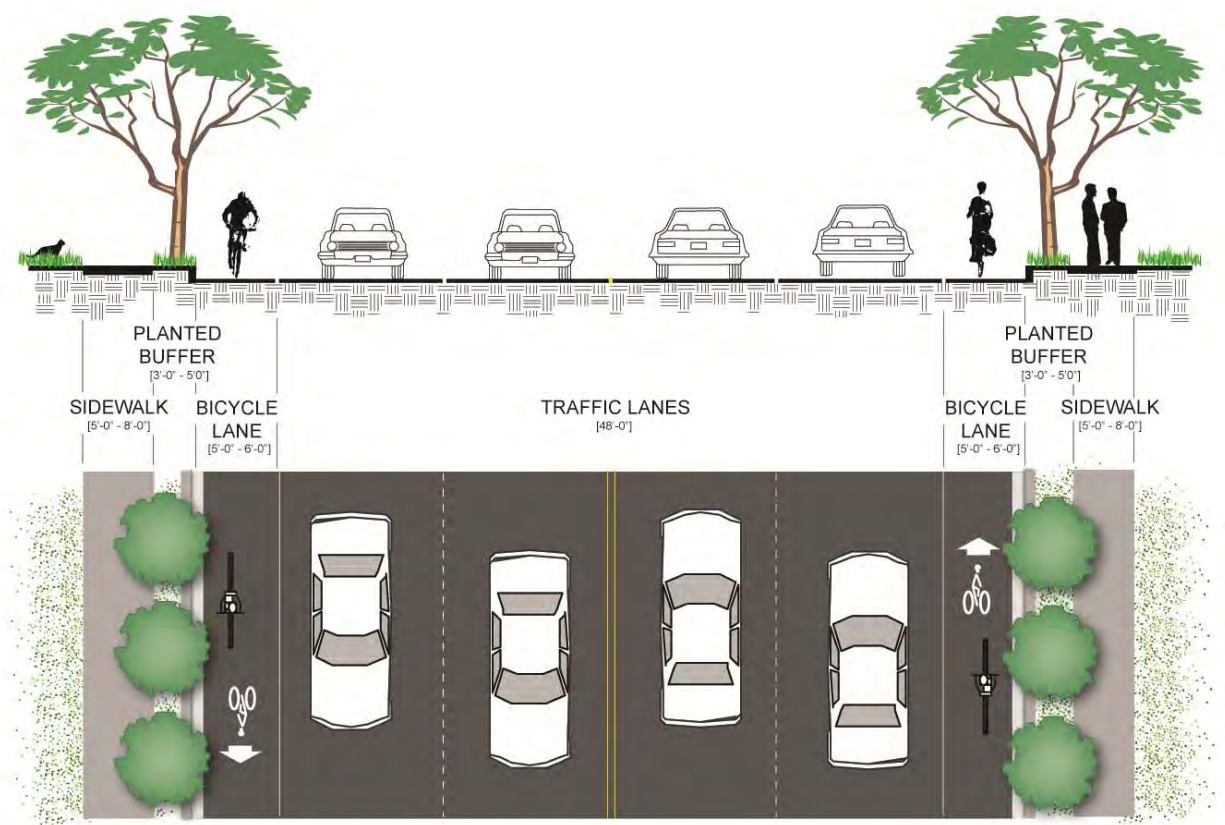 PLANTED
BUFFER
[3'-0" - 5'0"]
PLANTED
BUFFER
[3'-0" - 5'0"]
SIDEWALK
[5'-0" - 8'-0"]
BICYCLE
LANE
[5'-0" - 6'-0"]
TRAFFIC LANES
[48'-0"]
BICYCLE
LANE
[5'-0" - 6'-0"]
SIDEWALK
[5'-0" - 8'-0"]